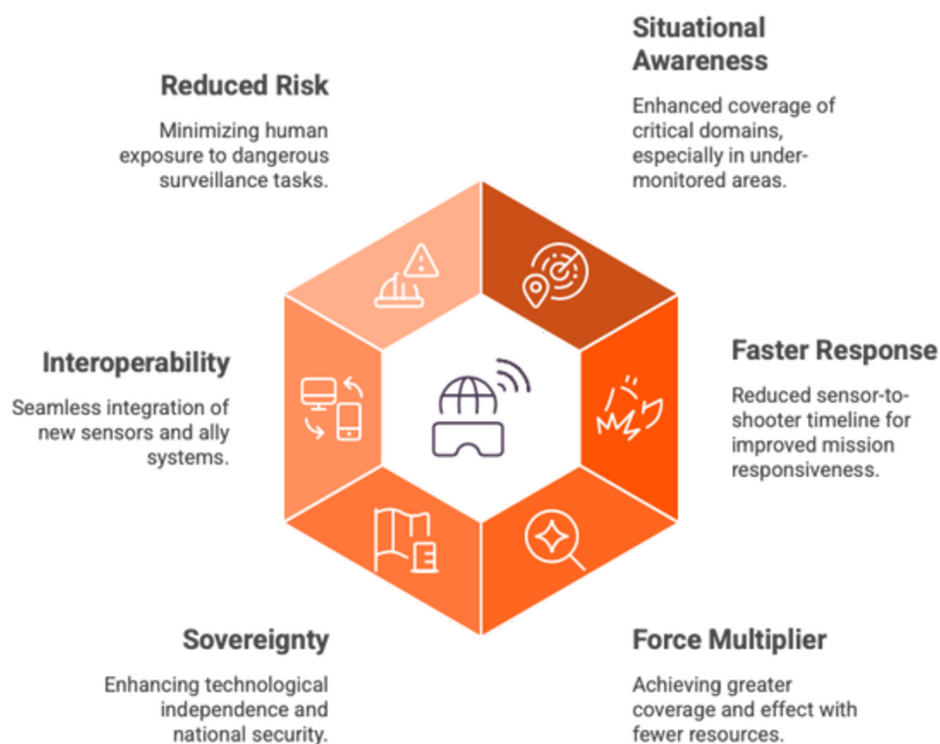 Situational
Awareness
Enhanced coverage of
critical domains,
especially in under-
monitored areas.
Reduced Risk
Minimizing human
exposure to dangerous
surveillance tasks.
Faster Response
Reduced sensor-to-
shooter timeline for
improved mission
responsiveness.
Interoperability
Seamless integration of
new sensors and ally
systems.
Sovereignty
Enhancing technological
independence and
national security.
Force Multiplier
Achieving greater
coverage and effect with
fewer resources.